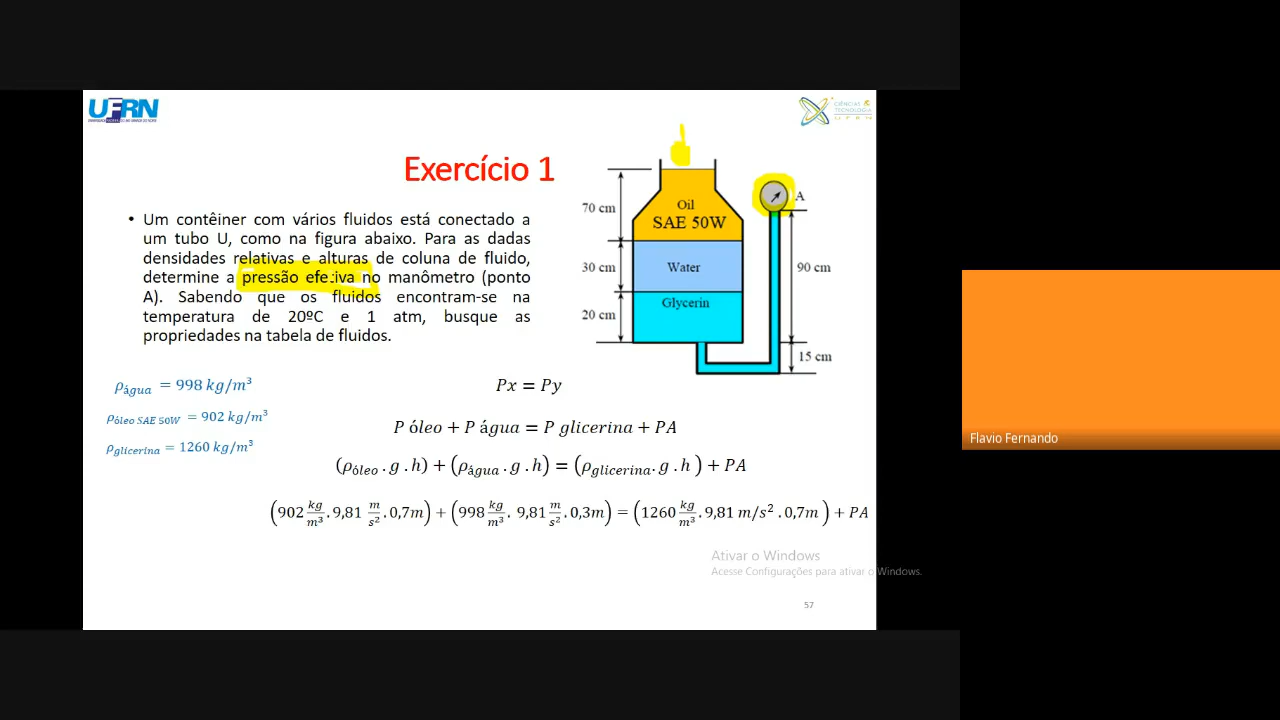 UFRN
CIÊNCIAS &
TECNOLOGIA
UFRN
Exercício 1
• Um contêiner com vários fluidos está conectado a
um tubo U, como na figura abaixo. Para as dadas
densidades relativas e alturas de coluna de fluido,
determine a pressão efetiva no manômetro (ponto
A). Sabendo que os fluidos encontram-se na
temperatura de 20ºC e 1 atm, busque as
propriedades na tabela de fluidos.
70 cm
Oil
SAE 50W
A
30 cm
Water
90 cm
Glycerin
20 cm
15 cm
ρágua = 998 kg/m³
ρóleo SAE 50W = 902 kg/m³
ρglicerina = 1260 kg/m³
Px = Py
P óleo + P água = P glicerina + PA
(ρóleo . g . h) + (ρágua . g . h) = (ρglicerina. g . h ) + PA
(902 kg/m³ . 9,81 m/s² . 0,7m) + (998 kg/m³ . 9,81 m/s² . 0,3m) = (1260 kg/m³ . 9,81 m/s² . 0,7m ) + PA
Ativar o Windows
Acesse Configurações para ativar o Windows.
57
Flavio Fernando